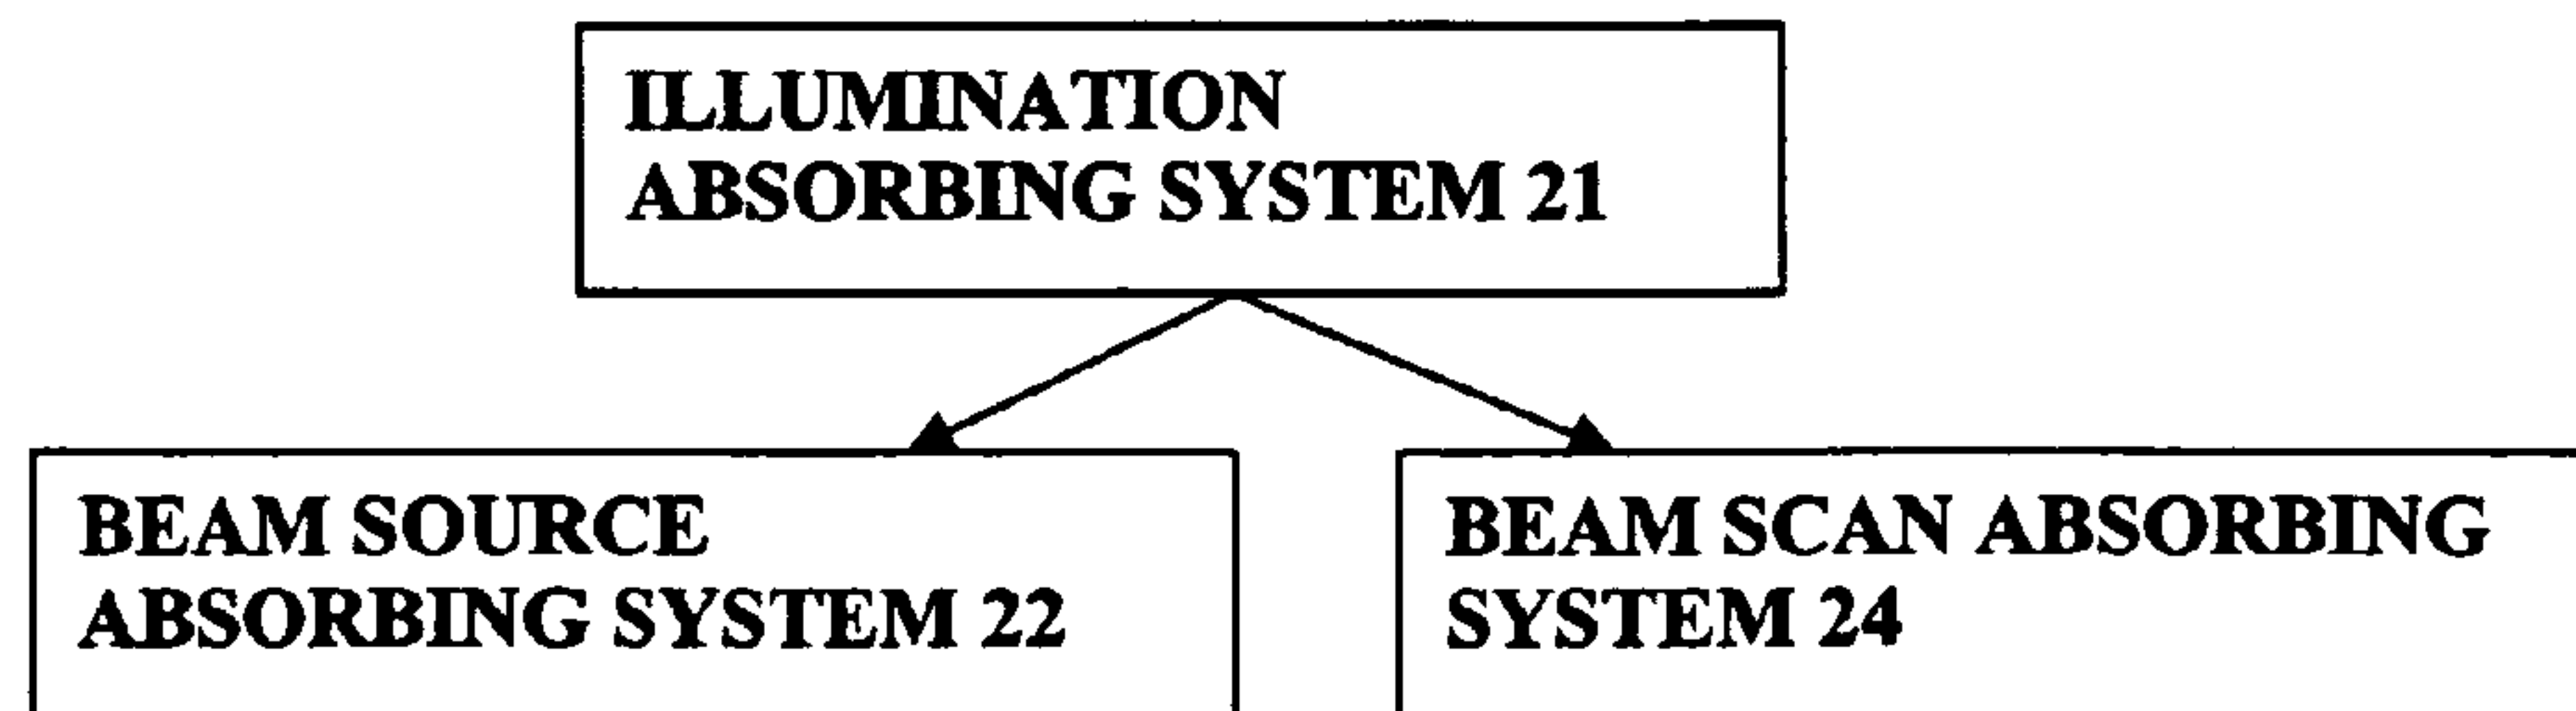 ILLUMINATION
ABSORBING SYSTEM 21
BEAM SOURCE
ABSORBING SYSTEM 22
BEAM SCAN ABSORBING
SYSTEM 24